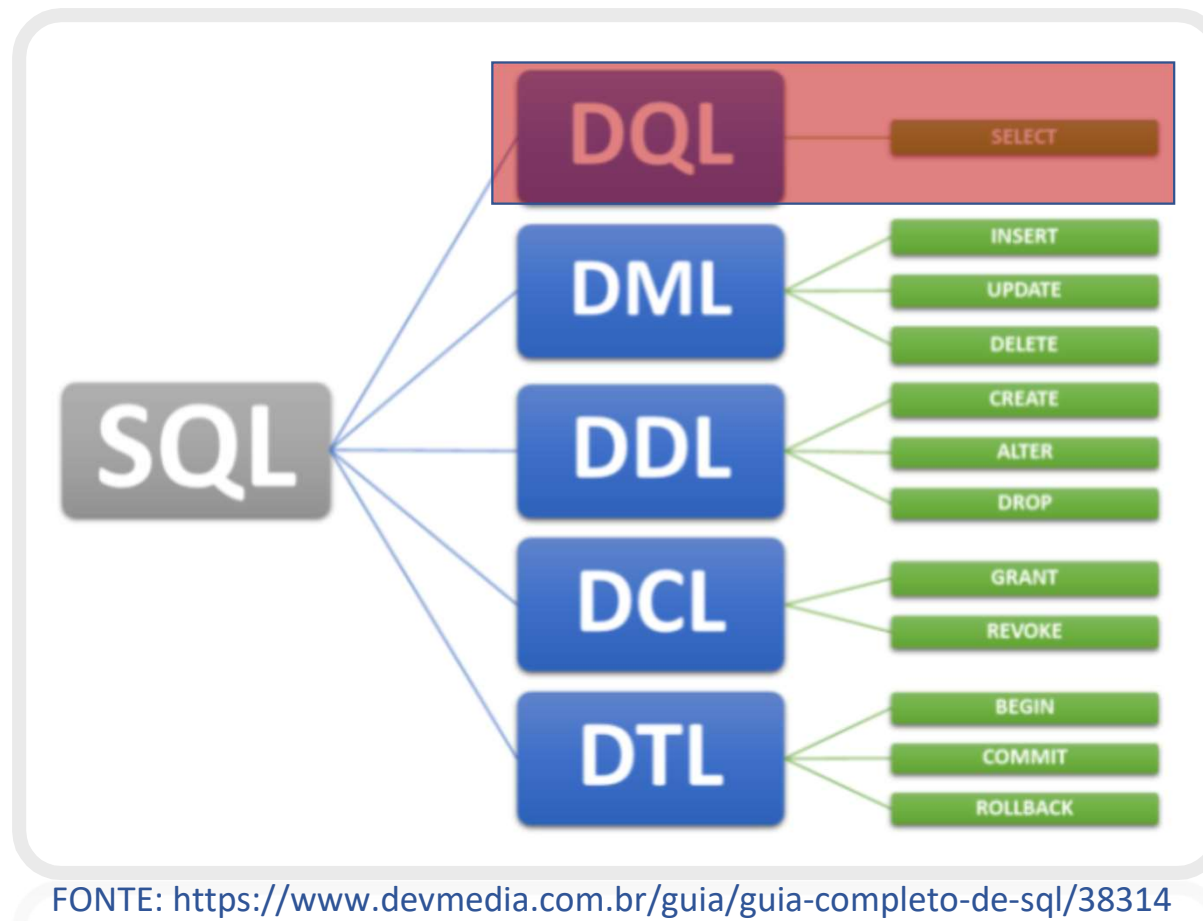 SQL
DQL
SELECT
DML
INSERT
UPDATE
DELETE
DDL
CREATE
ALTER
DROP
DCL
GRANT
REVOKE
DTL
BEGIN
COMMIT
ROLLBACK
FONTE: https://www.devmedia.com.br/guia/guia-completo-de-sql/38314